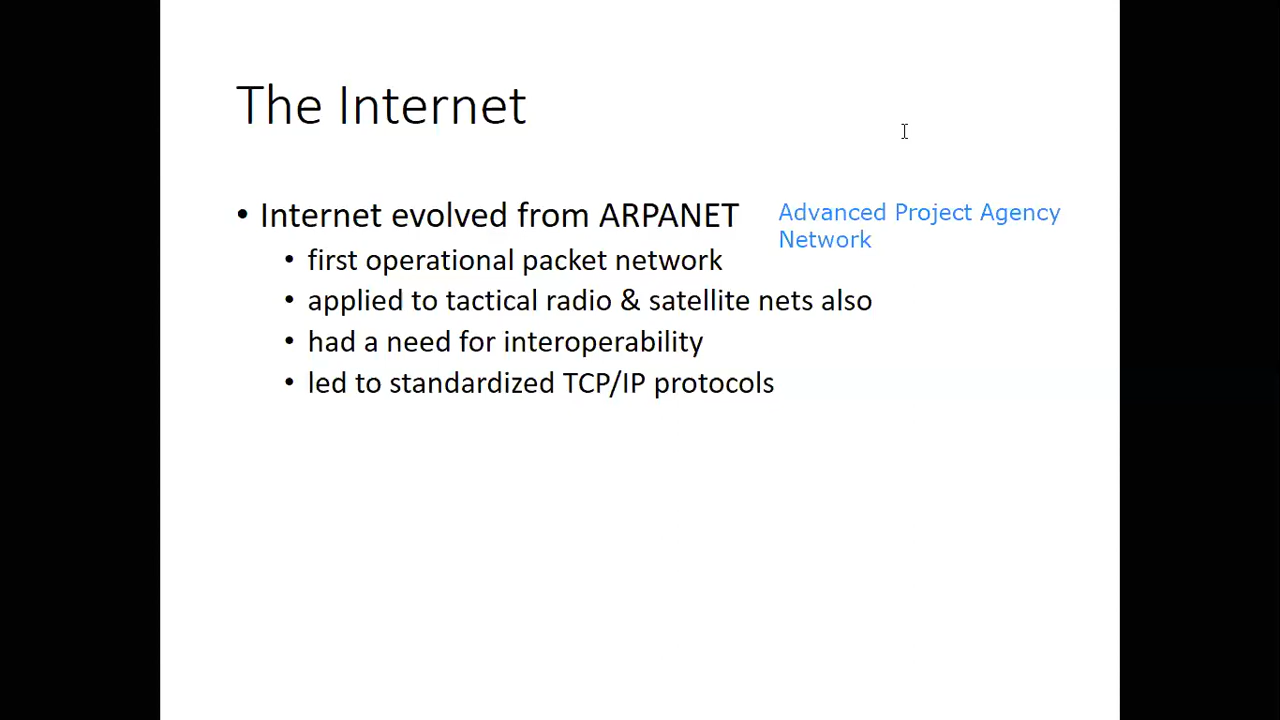 The Internet
• Internet evolved from ARPANET
Advanced Project Agency
Network
• first operational packet network
• applied to tactical radio & satellite nets also
• had a need for interoperability
• led to standardized TCP/IP protocols